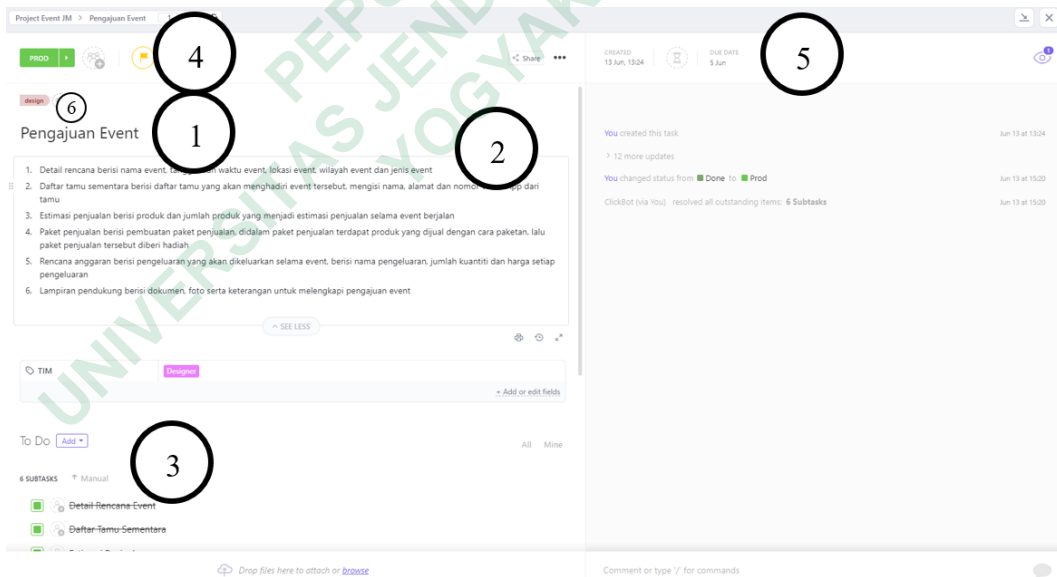 Project Event JM > Pengajuan Event
PROD
4
Share
CREATED
13 Jun, 13:24
DUE DATE
5 Jun
5
1
design
6
Pengajuan Event
1
2
1. Detail rencana berisi nama event, waktu event, lokasi event, wilayah event dan jenis event
2. Daftar tamu sementara berisi daftar tamu yang akan menghadiri event tersebut, mengisi nama, alamat dan nomor dari
tamu
3. Estimasi penjualan berisi produk dan jumlah produk yang menjadi estimasi penjualan selama event berjalan
4. Paket penjualan berisi pembuatan paket penjualan, didalam paket penjualan terdapat produk yang dijual dengan cara paketan, lalu
paket penjualan tersebut diberi hadiah
5. Rencana anggaran berisi pengeluaran yang akan dikeluarkan selama event, berisi nama pengeluaran, jumlah kuantiti dan harga setiap
pengeluaran
6. Lampiran pendukung berisi dokumen, foto serta keterangan untuk melengkapi pengajuan event
SEE LESS
TIM
Designer
+ Add or edit fields
To Do Add
All Mine
3
6 SUBTASKS
Manual
Detail Rencana Event
Daftar Tamu Sementara
Drop files here to attach or browse
You created this task
Jun 13 at 13:24
> 12 more updates
You changed status from Done to Prod
Jun 13 at 15:20
ClickBot (via You) resolved all outstanding items: 6 Subtasks
Jun 13 at 15:20
Comment or type '/' for commands
UNIVERSITAS JEND
YOGYAK